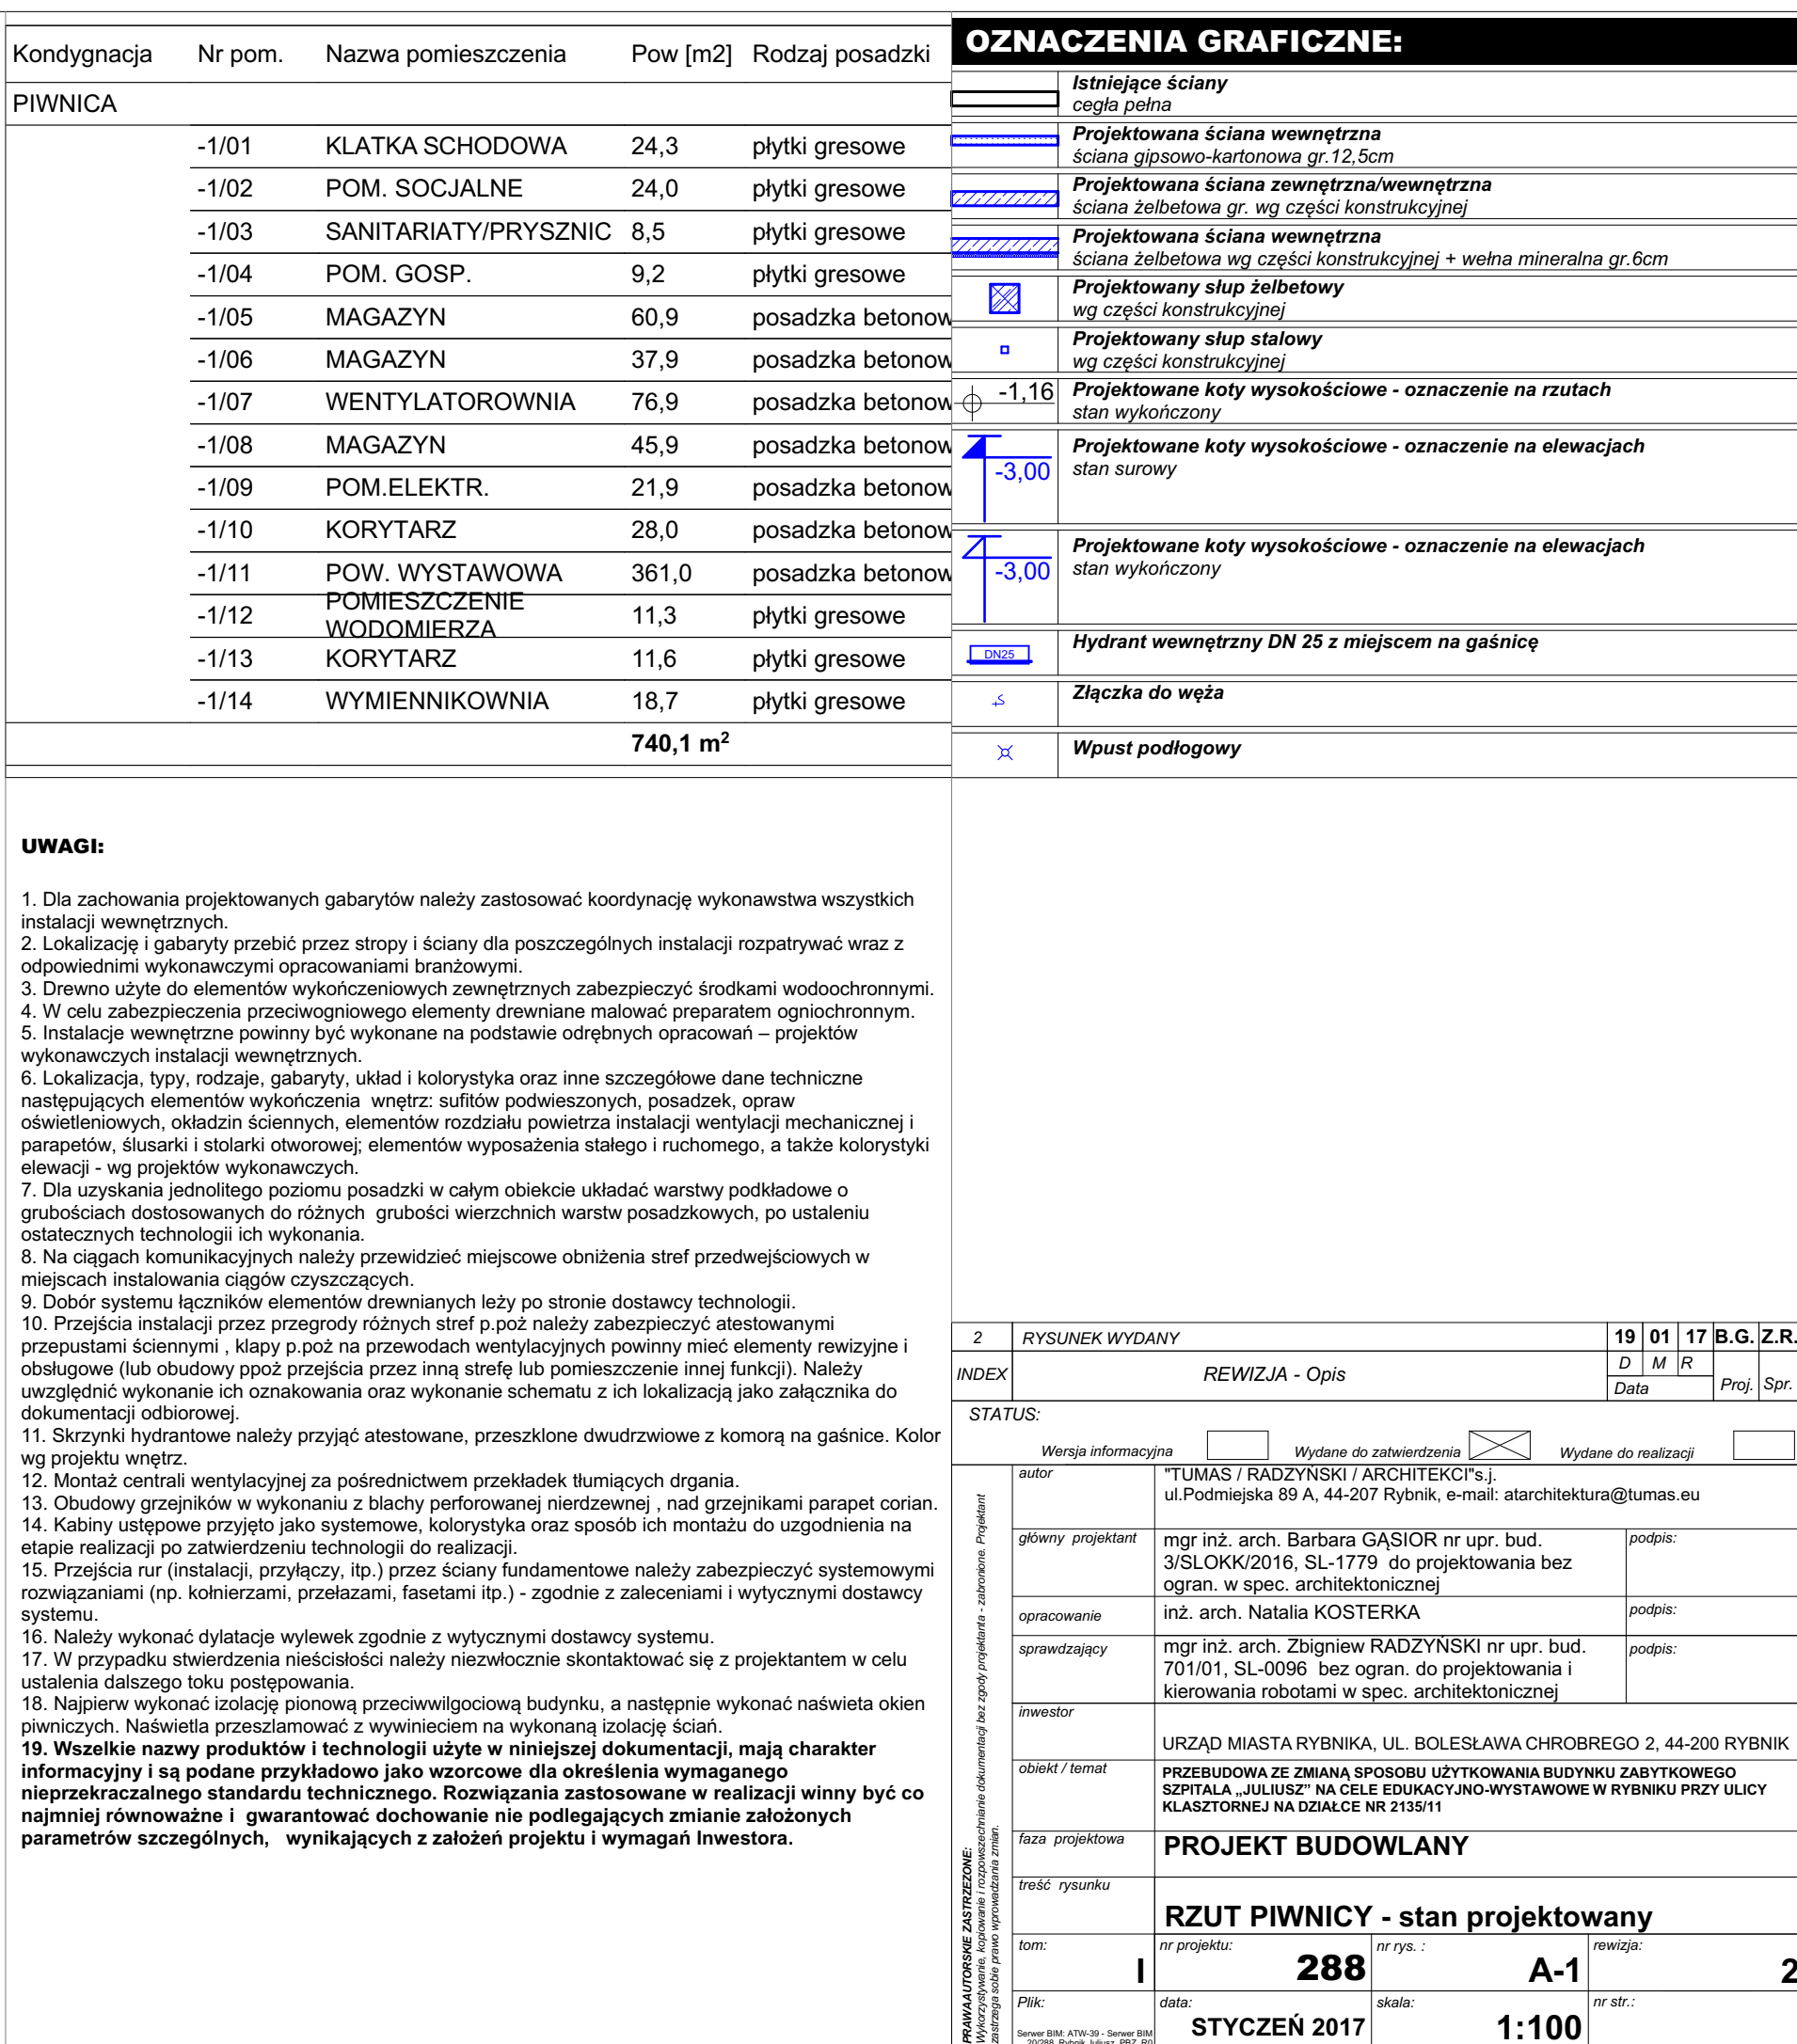 Kondygnacja Nr pom. Nazwa pomieszczenia Pow [m2] Rodzaj posadzki
PIWNICA
-1/01 KLATKA SCHODOWA 24,3 płytki gresowe
-1/02 POM. SOCJALNE 24,0 płytki gresowe
-1/03 SANITARIATY/PRYSZNIC 8,5 płytki gresowe
-1/04 POM. GOSP. 9,2 płytki gresowe
-1/05 MAGAZYN 60,9 posadzka betonow
-1/06 MAGAZYN 37,9 posadzka betonow
-1/07 WENTYLATOROWNIA 76,9 posadzka betonow
-1/08 MAGAZYN 45,9 posadzka betonow
-1/09 POM.ELEKTR. 21,9 posadzka betonow
-1/10 KORYTARZ 28,0 posadzka betonow
-1/11 POW. WYSTAWOWA 361,0 posadzka betonow
-1/12 POMIESZCZENIE WODOMIERZA 11,3 płytki gresowe
-1/13 KORYTARZ 11,6 płytki gresowe
-1/14 WYMIENNIKOWNIA 18,7 płytki gresowe
740,1 m²
OZNACZENIA GRAFICZNE:
Istniejące ściany
cegła pełna
Projektowana ściana wewnętrzna
ściana gipsowo-kartonowa gr.12,5cm
Projektowana ściana zewnętrzna/wewnętrzna
ściana żelbetowa gr. wg części konstrukcyjnej
Projektowana ściana wewnętrzna
ściana żelbetowa wg części konstrukcyjnej + wełna mineralna gr.6cm
Projektowany słup żelbetowy
wg części konstrukcyjnej
Projektowany słup stalowy
wg części konstrukcyjnej
-1,16 Projektowane koty wysokościowe - oznaczenie na rzutach
stan wykończony
Projektowane koty wysokościowe - oznaczenie na elewacjach
-3,00 stan surowy
Projektowane koty wysokościowe - oznaczenie na elewacjach
-3,00 stan wykończony
DN25 Hydrant wewnętrzny DN 25 z miejscem na gaśnicę
Złączka do węża
Wpust podłogowy
UWAGI:
1. Dla zachowania projektowanych gabarytów należy zastosować koordynację wykonawstwa wszystkich
instalacji wewnętrznych.
2. Lokalizację i gabaryty przebić przez stropy i ściany dla poszczególnych instalacji rozpatrywać wraz z
odpowiednimi wykonawczymi opracowaniami branżowymi.
3. Drewno użyte do elementów wykończeniowych zewnętrznych zabezpieczyć środkami wodoochronnymi.
4. W celu zabezpieczenia przeciwogniowego elementy drewniane malować preparatem ogniochronnym.
5. Instalacje wewnętrzne powinny być wykonane na podstawie odrębnych opracowań – projektów
wykonawczych instalacji wewnętrznych.
6. Lokalizacja, typy, rodzaje, gabaryty, układ i kolorystyka oraz inne szczegółowe dane techniczne
następujących elementów wykończenia wnętrz: sufitów podwieszonych, posadzek, opraw
oświetleniowych, okładzin ściennych, elementów rozdziału powietrza instalacji wentylacji mechanicznej i
parapetów, ślusarki i stolarki otworowej; elementów wyposażenia stałego i ruchomego, a także kolorystyki
elewacji - wg projektów wykonawczych.
7. Dla uzyskania jednolitego poziomu posadzki w całym obiekcie układać warstwy podkładowe o
grubościach dostosowanych do różnych grubości wierzchnich warstw posadzkowych, po ustaleniu
ostatecznych technologii ich wykonania.
8. Na ciągach komunikacyjnych należy przewidzieć miejscowe obniżenia stref przedwejściowych w
miejscach instalowania ciągów czyszczących.
9. Dobór systemu łączników elementów drewnianych leży po stronie dostawcy technologii.
10. Przejścia instalacji przez przegrody różnych stref p.poż należy zabezpieczyć atestowanymi
przepustami ściennymi , klapy p.poż na przewodach wentylacyjnych powinny mieć elementy rewizyjne i
obsługowe (lub obudowy ppoż przejścia przez inną strefę lub pomieszczenie innej funkcji). Należy
uwzględnić wykonanie ich oznakowania oraz wykonanie schematu z ich lokalizacją jako załącznika do
dokumentacji odbiorowej.
11. Skrzynki hydrantowe należy przyjąć atestowane, przeszklone dwudrzwiowe z komorą na gaśnice. Kolor
wg projektu wnętrz.
12. Montaż centrali wentylacyjnej za pośrednictwem przekładek tłumiących drgania.
13. Obudowy grzejników w wykonaniu z blachy perforowanej nierdzewnej , nad grzejnikami parapet corian.
14. Kabiny ustępowe przyjęto jako systemowe, kolorystyka oraz sposób ich montażu do uzgodnienia na
etapie realizacji po zatwierdzeniu technologii do realizacji.
15. Przejścia rur (instalacji, przyłączy, itp.) przez ściany fundamentowe należy zabezpieczyć systemowymi
rozwiązaniami (np. kołnierzami, przełazami, fasetami itp.) - zgodnie z zaleceniami i wytycznymi dostawcy
systemu.
16. Należy wykonać dylatacje wylewek zgodnie z wytycznymi dostawcy systemu.
17. W przypadku stwierdzenia nieścisłości należy niezwłocznie skontaktować się z projektantem w celu
ustalenia dalszego toku postępowania.
18. Najpierw wykonać izolację pionową przeciwwilgociową budynku, a następnie wykonać naświeta okien
piwniczych. Naświetla przeszlamować z wywinieciem na wykonaną izolację ściań.
19. Wszelkie nazwy produktów i technologii użyte w niniejszej dokumentacji, mają charakter
informacyjny i są podane przykładowo jako wzorcowe dla określenia wymaganego
nieprzekraczalnego standardu technicznego. Rozwiązania zastosowane w realizacji winny być co
najmniej równoważne i gwarantować dochowanie nie podlegających zmianie założonych
parametrów szczególnych, wynikających z założeń projektu i wymagań Inwestora.
2 RYSUNEK WYDANY 19 01 17 B.G. Z.R.
INDEX REWIZJA - Opis D M R Data Proj. Spr.
STATUS:
Wersja informacyjna Wydane do zatwierdzenia Wydane do realizacji
PRAWA AUTORSKIE ZASTRZEŻONE:
Wykorzystywanie, kopiowanie i rozpowszechnianie dokumentacji bez zgody projektanta - zabronione. Projektant
zastrzega sobie prawo wprowadzania zmian.
autor "TUMAS / RADZYŃSKI / ARCHITEKCI"s.j.
ul.Podmiejska 89 A, 44-207 Rybnik, e-mail: atarchitektura@tumas.eu
główny projektant mgr inż. arch. Barbara GĄSIOR nr upr. bud. podpis:
3/SLOKK/2016, SL-1779 do projektowania bez
ogran. w spec. architektonicznej
opracowanie inż. arch. Natalia KOSTERKA podpis:
sprawdzający mgr inż. arch. Zbigniew RADZYŃSKI nr upr. bud. podpis:
701/01, SL-0096 bez ogran. do projektowania i
kierowania robotami w spec. architektonicznej
inwestor
URZĄD MIASTA RYBNIKA, UL. BOLESŁAWA CHROBREGO 2, 44-200 RYBNIK
obiekt / temat PRZEBUDOWA ZE ZMIANĄ SPOSOBU UŻYTKOWANIA BUDYNKU ZABYTKOWEGO
SZPITALA „JULIUSZ” NA CELE EDUKACYJNO-WYSTAWOWE W RYBNIKU PRZY ULICY
KLASZTORNEJ NA DZIAŁCE NR 2135/11
faza projektowa PROJEKT BUDOWLANY
treść rysunku
RZUT PIWNICY - stan projektowany
tom: I nr projektu: 288 nr rys. : A-1 rewizja: 2
Plik: data: STYCZEŃ 2017 skala: 1:100 nr str.:
Serwer BIM: ATW-39 - Serwer BIM